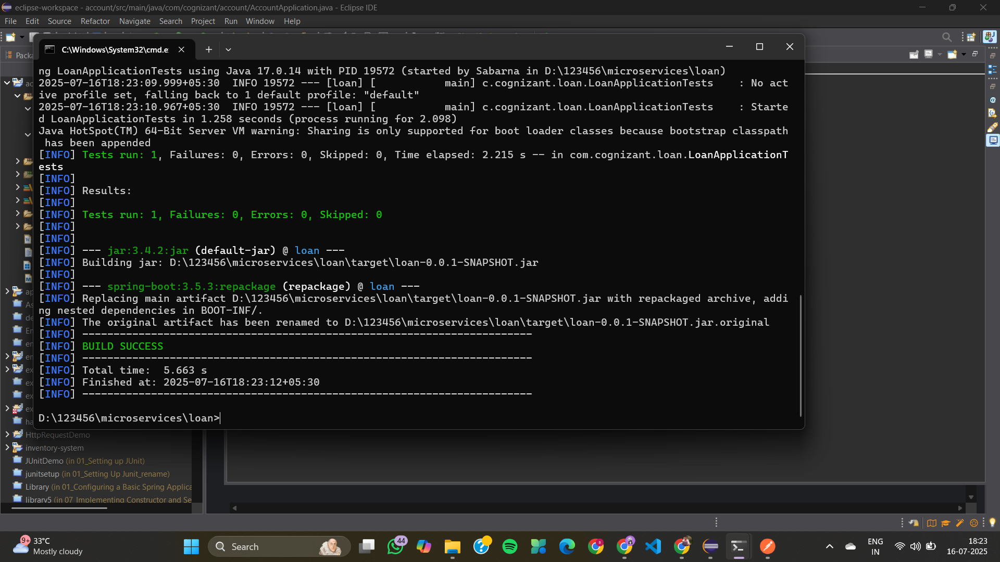 eclipse-workspace - account/src/main/java/com/cognizant/account/AccountApplication.java - Eclipse IDE
File Edit Source Refactor Navigate Search Project Run Window Help
C:\Windows\System32\cmd.e
Packa
ng LoanApplicationTests using Java 17.0.14 with PID 19572 (started by Sabarna in D:\123456\microservices\loan)
2025-07-16T18:23:09.999+05:30  INFO 19572 --- [loan] [           main] c.cognizant.loan.LoanApplicationTests    : No act
ive profile set, falling back to 1 default profile: "default"
2025-07-16T18:23:10.967+05:30  INFO 19572 --- [loan] [           main] c.cognizant.loan.LoanApplicationTests    : Starte
d LoanApplicationTests in 1.258 seconds (process running for 2.098)
Java HotSpot(TM) 64-Bit Server VM warning: Sharing is only supported for boot loader classes because bootstrap classpath
 has been appended
[INFO] Tests run: 1, Failures: 0, Errors: 0, Skipped: 0, Time elapsed: 2.215 s -- in com.cognizant.loan.LoanApplicationT
ests
[INFO]
[INFO] Results:
[INFO]
[INFO] Tests run: 1, Failures: 0, Errors: 0, Skipped: 0
[INFO]
[INFO]
[INFO] --- jar:3.4.2:jar (default-jar) @ loan ---
[INFO] Building jar: D:\123456\microservices\loan\target\loan-0.0.1-SNAPSHOT.jar
[INFO]
[INFO] --- spring-boot:3.5.3:repackage (repackage) @ loan ---
[INFO] Replacing main artifact D:\123456\microservices\loan\target\loan-0.0.1-SNAPSHOT.jar with repackaged archive, addi
ng nested dependencies in BOOT-INF/.
[INFO] The original artifact has been renamed to D:\123456\microservices\loan\target\loan-0.0.1-SNAPSHOT.jar.original
[INFO] ------------------------------------------------------------------------
[INFO] BUILD SUCCESS
[INFO] ------------------------------------------------------------------------
[INFO] Total time:  5.663 s
[INFO] Finished at: 2025-07-16T18:23:12+05:30
[INFO] ------------------------------------------------------------------------
D:\123456\microservices\loan>
ac
ap
As
de
En
en
en
ex
ex
ex
ex
ha
HttpRequestDemo
inventory-system
JUnitDemo (in 01_Setting up JUnit)
junitsetup (in 01_Setting Up Junit_rename)
Library (in 01_Configuring a Basic Spring Applica
library5 (in 07_Implementing Constructor and Se
9+
33°C
Mostly cloudy
Search
44
ENG
IN
18:23
16-07-2025